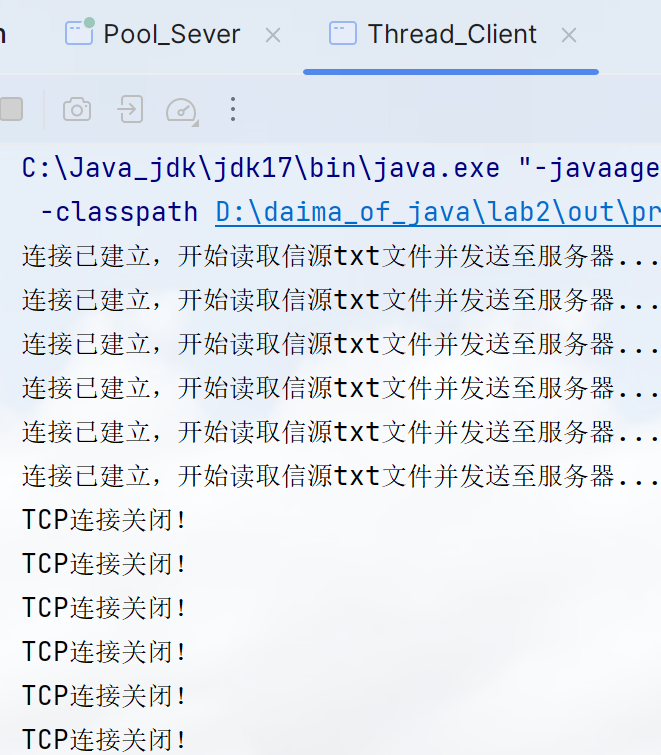 n Pool_Sever Thread_Client
C:\Java_jdk\jdk17\bin\java.exe "-javaage
-classpath D:\daima_of_java\lab2\out\pr
连接已建立，开始读取信源txt文件并发送至服务器...
连接已建立，开始读取信源txt文件并发送至服务器...
连接已建立，开始读取信源txt文件并发送至服务器...
连接已建立，开始读取信源txt文件并发送至服务器...
连接已建立，开始读取信源txt文件并发送至服务器...
连接已建立，开始读取信源txt文件并发送至服务器...
TCP连接关闭！
TCP连接关闭！
TCP连接关闭！
TCP连接关闭！
TCP连接关闭！
TCP连接关闭！